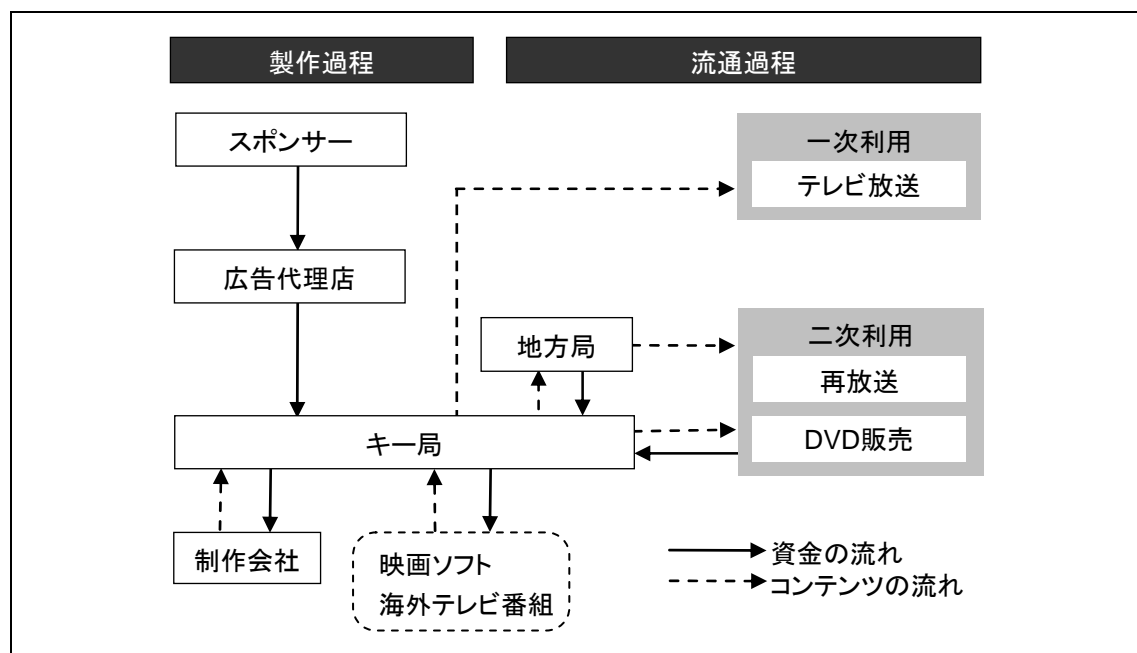 製作過程
流通過程
スポンサー
一次利用
テレビ放送
広告代理店
地方局
二次利用
再放送
キー局
DVD販売
制作会社
映画ソフト
海外テレビ番組
資金の流れ
コンテンツの流れ